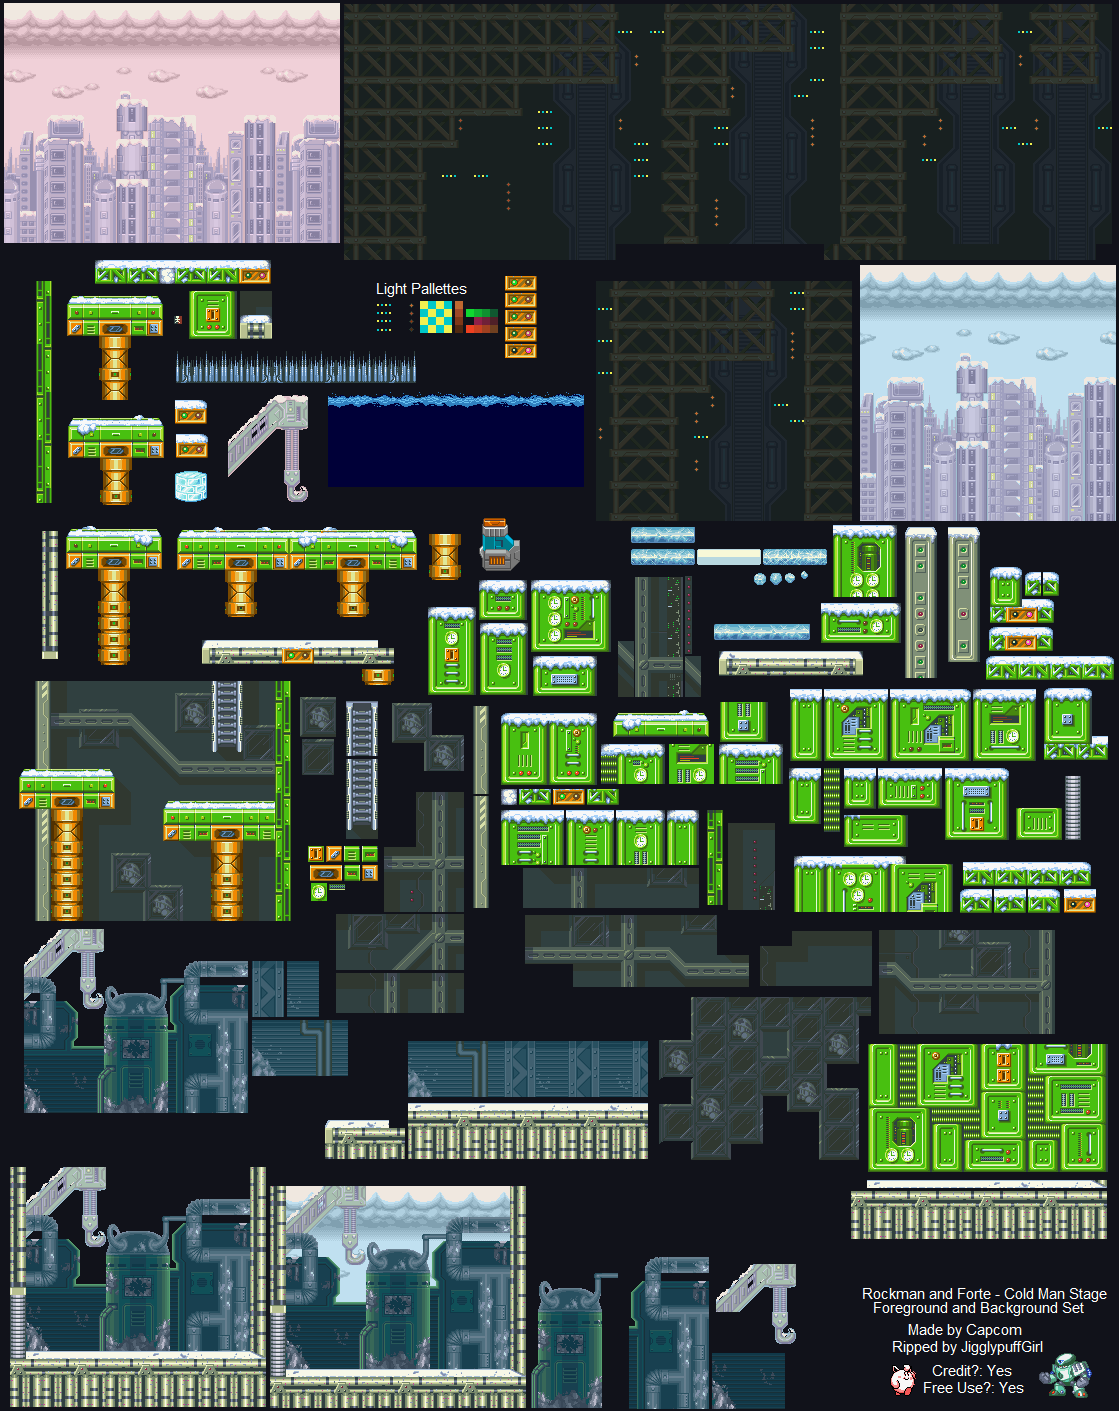 Light Pallettes
Rockman and Forte - Cold Man Stage
Foreground and Background Set
Made by Capcom
Ripped by JigglypuffGirl
Credit?: Yes
Free Use?: Yes